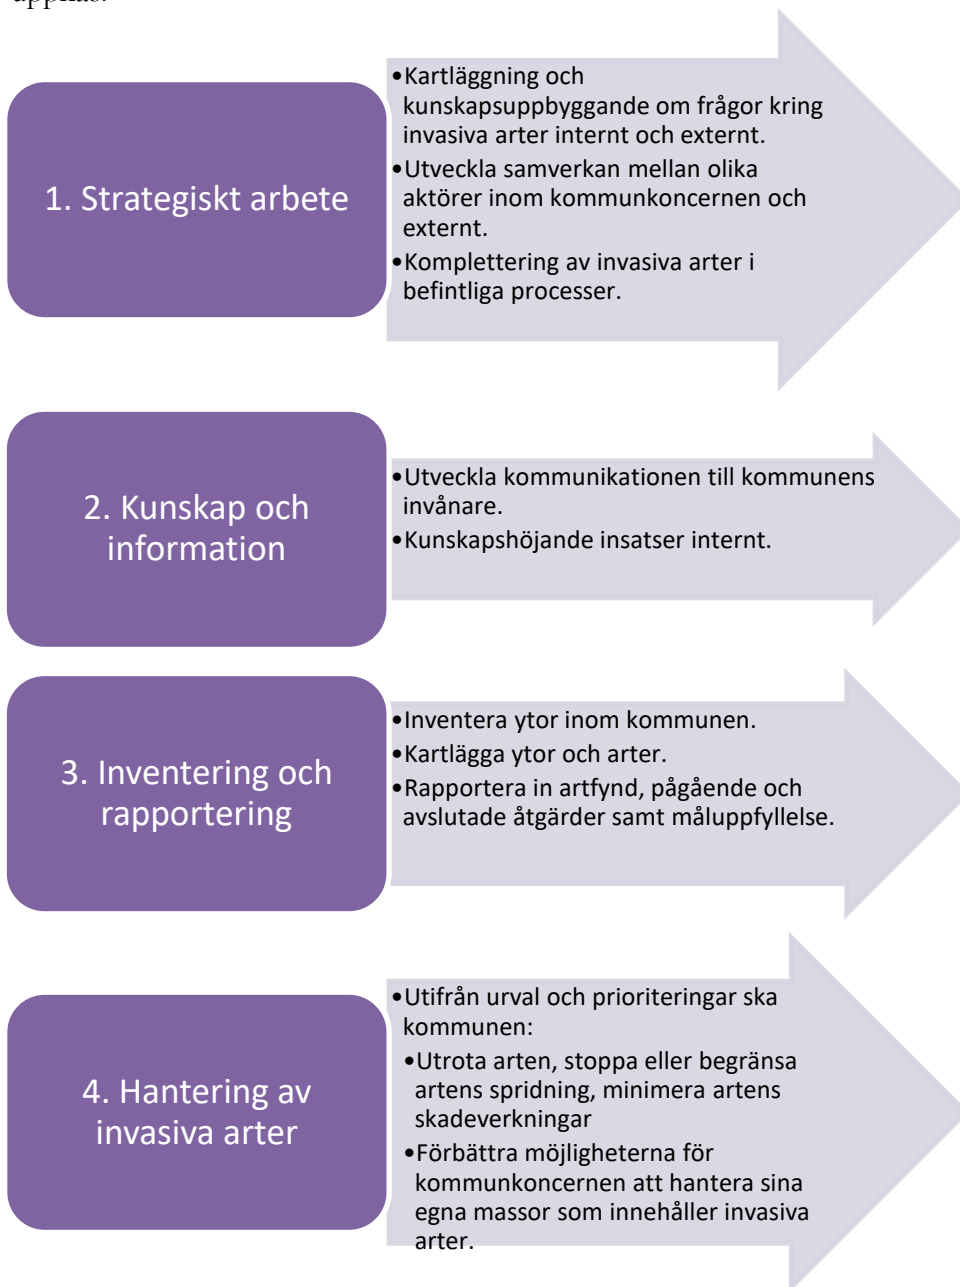 uppnås.
1. Strategiskt arbete
•Kartläggning och
kunskapsuppbyggande om frågor kring
invasiva arter internt och externt.
•Utveckla samverkan mellan olika
aktörer inom kommunkoncernen och
externt.
•Komplettering av invasiva arter i
befintliga processer.
2. Kunskap och
information
•Utveckla kommunikationen till kommunens
invånare.
•Kunskapshöjande insatser internt.
3. Inventering och
rapportering
•Inventera ytor inom kommunen.
•Kartlägga ytor och arter.
•Rapportera in artfynd, pågående och
avslutade åtgärder samt måluppfyllelse.
4. Hantering av
invasiva arter
•Utifrån urval och prioriteringar ska
kommunen:
•Utrota arten, stoppa eller begränsa
artens spridning, minimera artens
skadeverkningar
•Förbättra möjligheterna för
kommunkoncernen att hantera sina
egna massor som innehåller invasiva
arter.